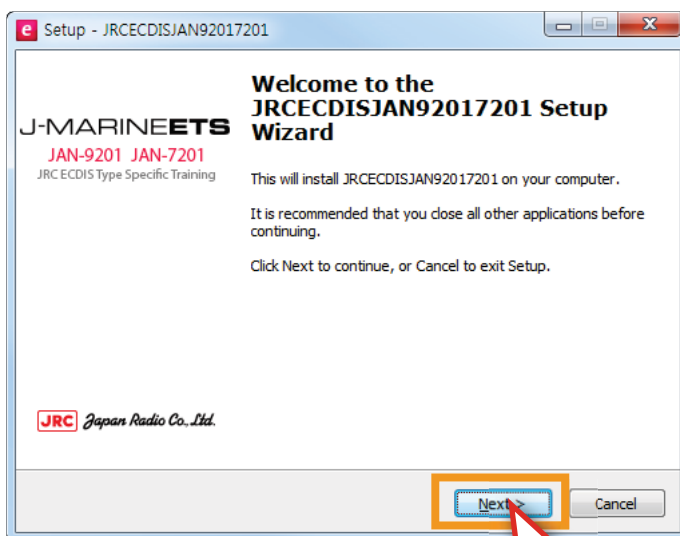 e Setup - JRCECDISJAN92017201
Welcome to the
JRCECDISJAN92017201 Setup
Wizard
J-MARINEETS
JAN-9201 JAN-7201
JRC ECDIS Type Specific Training
This will install JRCECDISJAN92017201 on your computer.
It is recommended that you close all other applications before
continuing.
Click Next to continue, or Cancel to exit Setup.
JRC Japan Radio Co., Ltd.
Next >
Cancel